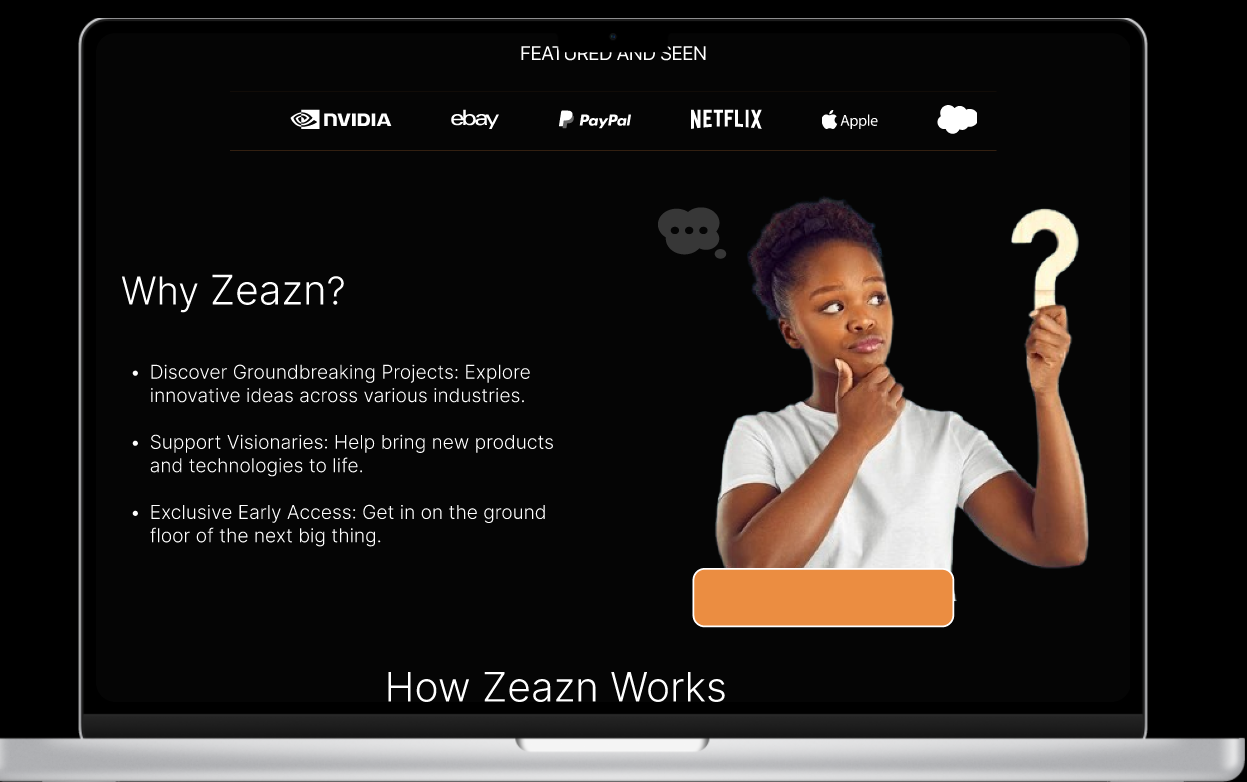 FEATURED AND SEEN
NVIDIA
ebay
PayPal
NETFLIX
Apple
Why Zeazn?
• Discover Groundbreaking Projects: Explore
innovative ideas across various industries.
• Support Visionaries: Help bring new products
and technologies to life.
• Exclusive Early Access: Get in on the ground
floor of the next big thing.
How Zeazn Works